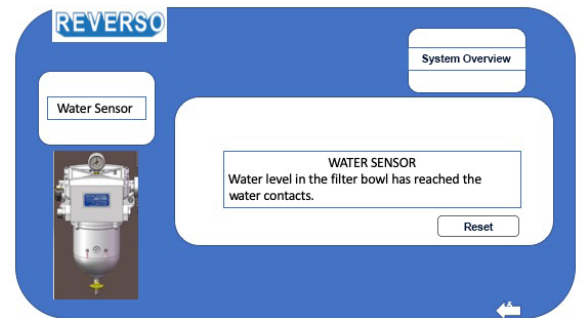 REVERSO
System Overview
Water Sensor
WATER SENSOR
Water level in the filter bowl has reached the
water contacts.
Reset